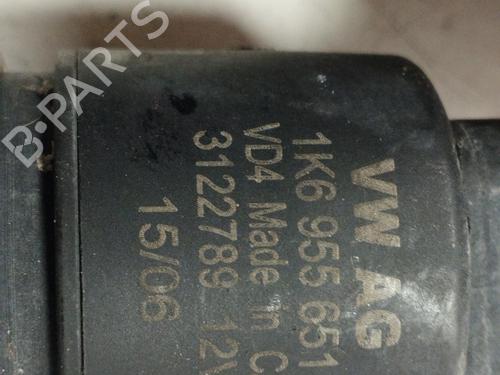 B-PARTS
VW AG
1K6 955 651
VD4 Made in C
3122789 12V
15/06